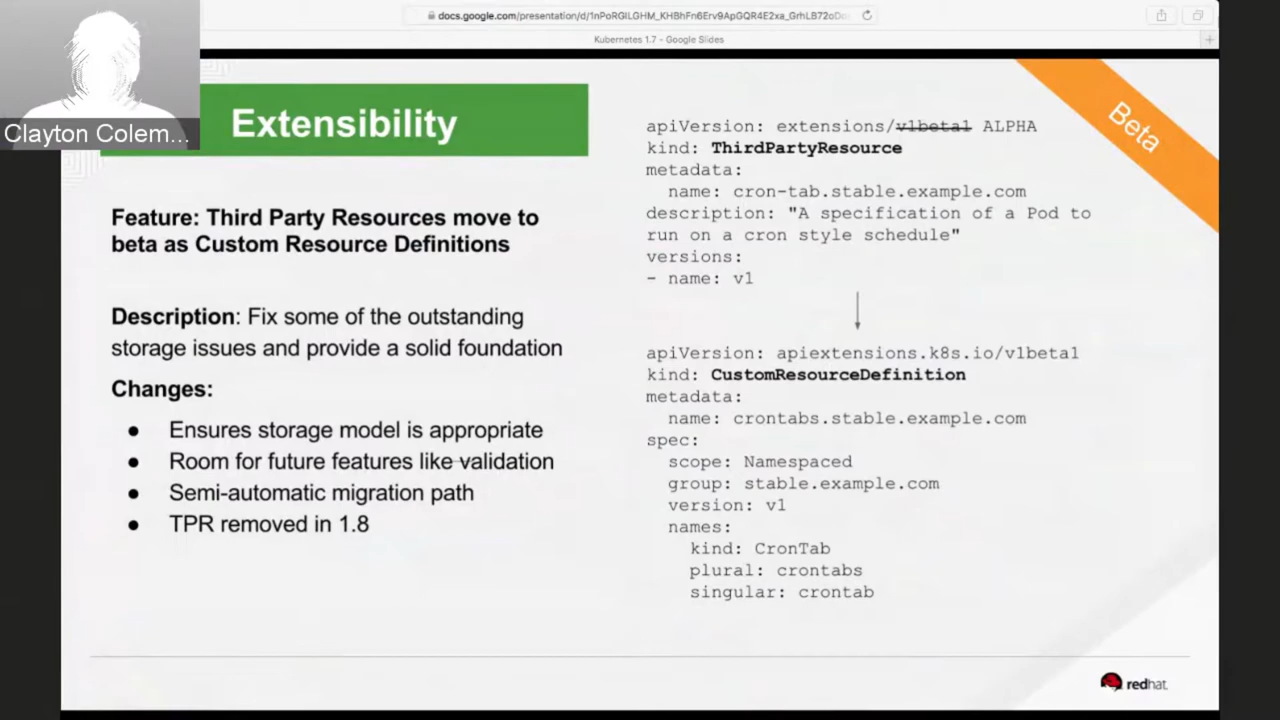 docs.google.com/presentation/d/1nPoRGILGHM_KHBhFn6Erv9ApGQR4E2xa_GrhLB72oDo
Kubernetes 1.7 - Google Slides
Clayton Colem...
Extensibility
Beta
Feature: Third Party Resources move to
beta as Custom Resource Definitions
Description: Fix some of the outstanding
storage issues and provide a solid foundation
Changes:
● Ensures storage model is appropriate
● Room for future features like validation
● Semi-automatic migration path
● TPR removed in 1.8
apiVersion: extensions/v1beta1 ALPHA
kind: ThirdPartyResource
metadata:
  name: cron-tab.stable.example.com
description: "A specification of a Pod to
run on a cron style schedule"
versions:
- name: v1
apiVersion: apiextensions.k8s.io/v1beta1
kind: CustomResourceDefinition
metadata:
  name: crontabs.stable.example.com
spec:
  scope: Namespaced
  group: stable.example.com
  version: v1
  names:
    kind: CronTab
    plural: crontabs
    singular: crontab
redhat.